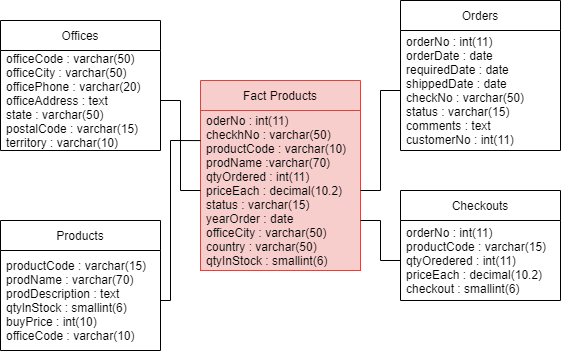 Offices
officeCode : varchar(50)
officeCity : varchar(50)
officePhone : varchar(20)
officeAddress : text
state : varchar(50)
postalCode : varchar(15)
territory : varchar(10)
Products
productCode : varchar(15)
prodName : varchar(70)
prodDescription : text
qtyInStock : smallint(6)
buyPrice : int(10)
officeCode : varchar(10)
Fact Products
oderNo : int(11)
checkhNo : varchar(50)
productCode : varchar(10)
prodName :varchar(70)
qtyOrdered : int(11)
priceEach : decimal(10.2)
status : varchar(15)
yearOrder : date
officeCity : varchar(50)
country : varchar(50)
qtyInStock : smallint(6)
Orders
orderNo : int(11)
orderDate : date
requiredDate : date
shippedDate : date
checkNo : varchar(50)
status : varchar(15)
comments : text
customerNo : int(11)
Checkouts
orderNo : int(11)
productCode : varchar(15)
qtyOredered : int(11)
priceEach : decimal(10.2)
checkout : smallint(6)